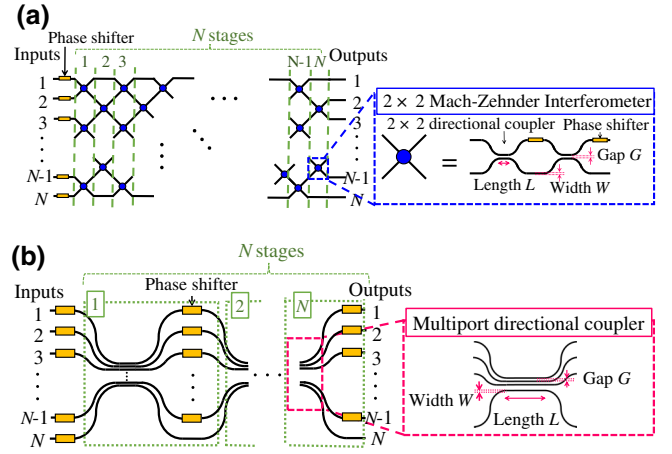 (a)
Phase shifter
N stages
Inputs
1 2 3
N-1 N
Outputs
1
2
3
N-1
N
1
2
3
N-1
N
2 × 2 Mach-Zehnder Interferometer
2 × 2 directional coupler
Phase shifter
=
Gap G
Length L
Width W
(b)
N stages
Phase shifter
Inputs
Outputs
1
2
N
1
2
3
N-1
N
1
2
3
N-1
N
Multiport directional coupler
Gap G
Width W
Length L